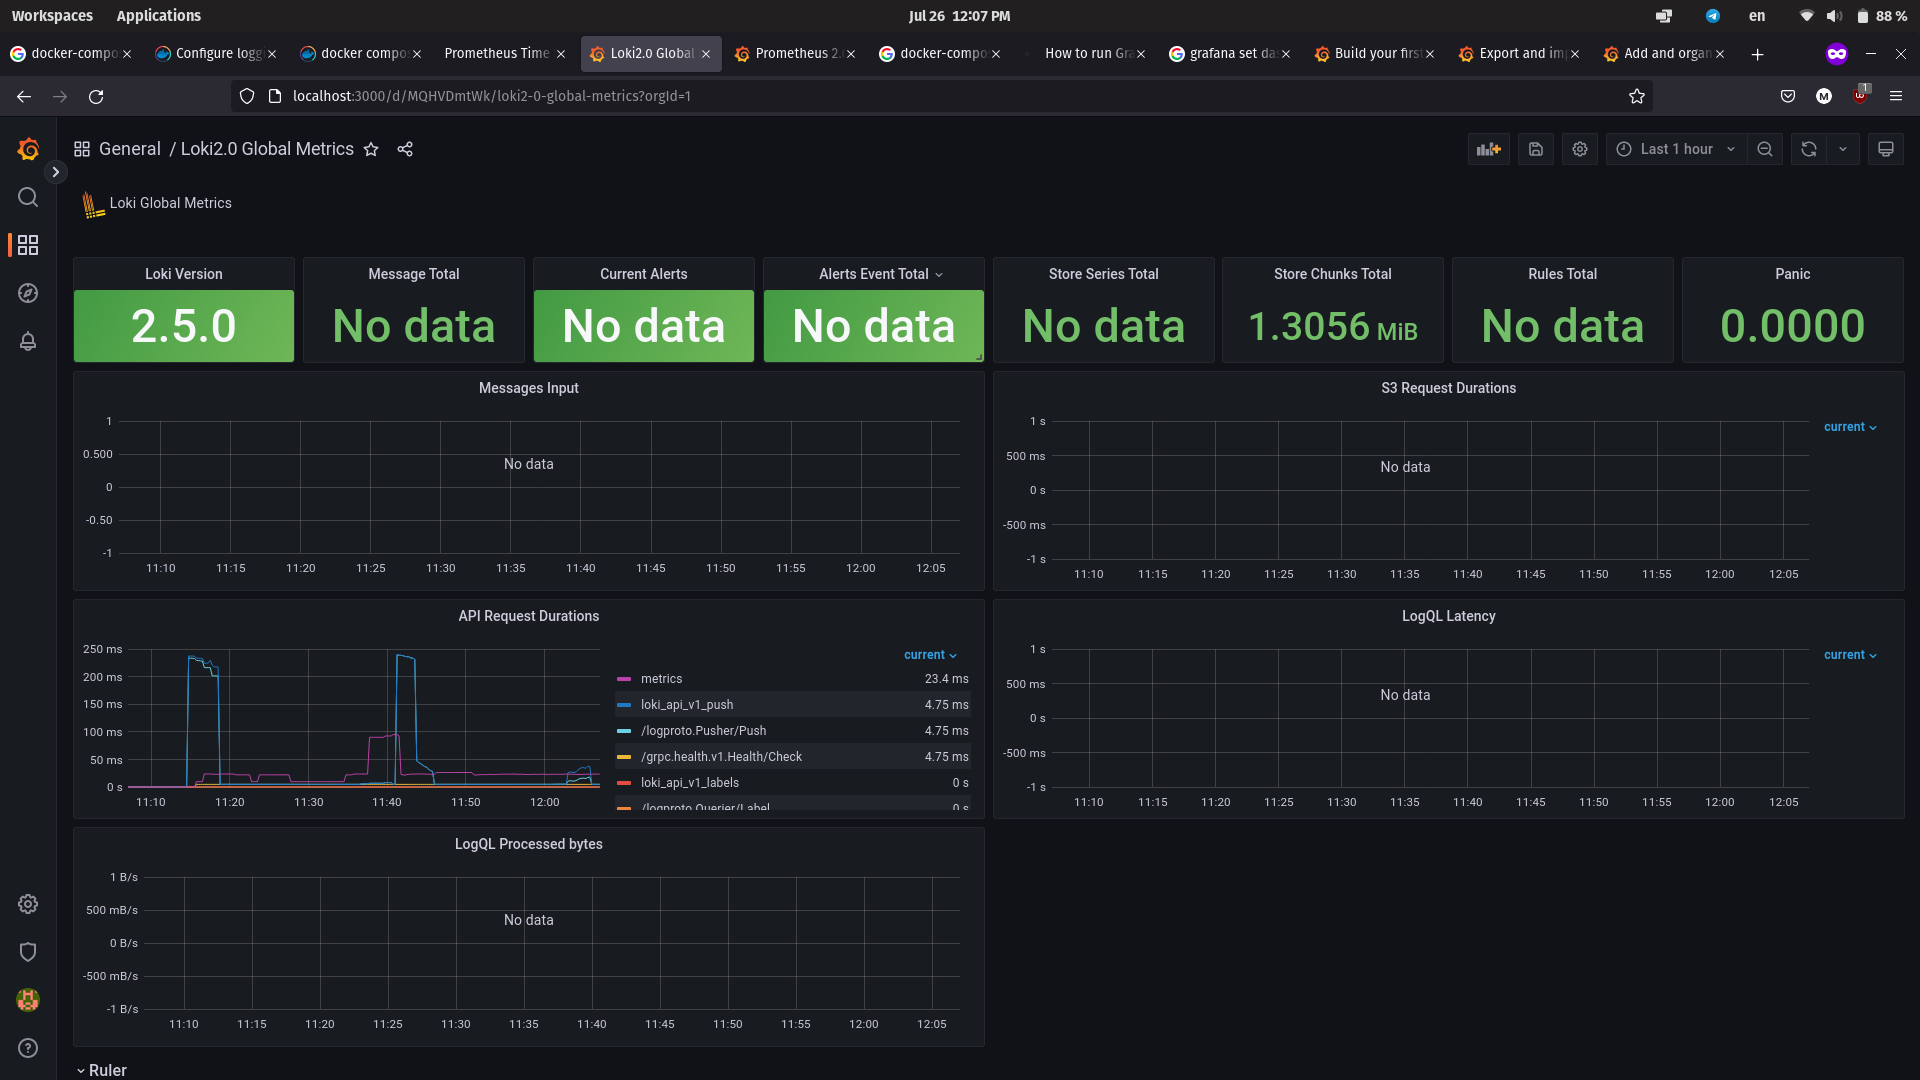 Workspaces Applications Jul 26 12:07 PM en 88 %
docker-compo Configure logg docker compos Prometheus Time Loki2.0 Global Prometheus 2. docker-compo How to run Gra grafana set das Build your first Export and imp Add and organ
localhost:3000/d/MQHVDmtWk/loki2-0-global-metrics?orgId=1 M 1
General / Loki2.0 Global Metrics Last 1 hour
Loki Global Metrics
Loki Version Message Total Current Alerts Alerts Event Total Store Series Total Store Chunks Total Rules Total Panic
2.5.0 No data No data No data No data 1.3056 MiB No data 0.0000
Messages Input
1
0.500
0
-0.50
-1
No data
11:10 11:15 11:20 11:25 11:30 11:35 11:40 11:45 11:50 11:55 12:00 12:05
S3 Request Durations
1 s
500 ms
0 s
-500 ms
-1 s
No data
current
11:10 11:15 11:20 11:25 11:30 11:35 11:40 11:45 11:50 11:55 12:00 12:05
API Request Durations
250 ms
200 ms
150 ms
100 ms
50 ms
0 s
11:10 11:20 11:30 11:40 11:50 12:00
current
metrics 23.4 ms
loki_api_v1_push 4.75 ms
/logproto.Pusher/Push 4.75 ms
/grpc.health.v1.Health/Check 4.75 ms
loki_api_v1_labels 0 s
/logproto.Querier/Label 0 s
LogQL Latency
1 s
500 ms
0 s
-500 ms
-1 s
No data
current
11:10 11:15 11:20 11:25 11:30 11:35 11:40 11:45 11:50 11:55 12:00 12:05
LogQL Processed bytes
1 B/s
500 mB/s
0 B/s
-500 mB/s
-1 B/s
No data
11:10 11:15 11:20 11:25 11:30 11:35 11:40 11:45 11:50 11:55 12:00 12:05
Ruler